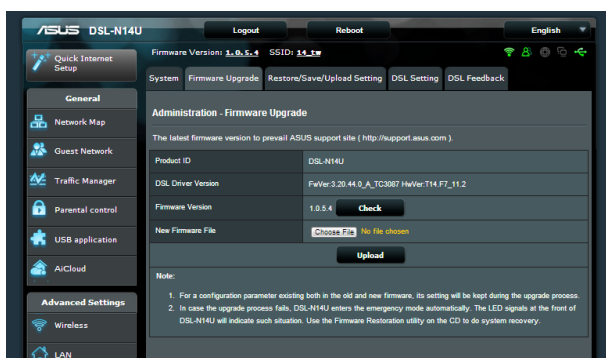 ASUS DSL-N14U
Logout
Reboot
English
Quick Internet
Setup
Firmware Version: 1.0.5.4 SSID: 14_tw
System Firmware Upgrade Restore/Save/Upload Setting DSL Setting DSL Feedback
General
Network Map
Guest Network
Traffic Manager
Parental control
USB application
AiCloud
Advanced Settings
Wireless
LAN
Administration - Firmware Upgrade
The latest firmware version to prevail ASUS support site ( http://support.asus.com ).
Product ID DSL-N14U
DSL Driver Version FwVer:3.20.44.0_A_TC3087 HwVer:T14.F7_11.2
Firmware Version 1.0.5.4 Check
New Firmware File Choose File No file chosen
Upload
Note:
1. For a configuration parameter existing both in the old and new firmware, its setting will be kept during the upgrade process.
2. In case the upgrade process fails, DSL-N14U enters the emergency mode automatically. The LED signals at the front of
DSL-N14U will indicate such situation. Use the Firmware Restoration utility on the CD to do system recovery.